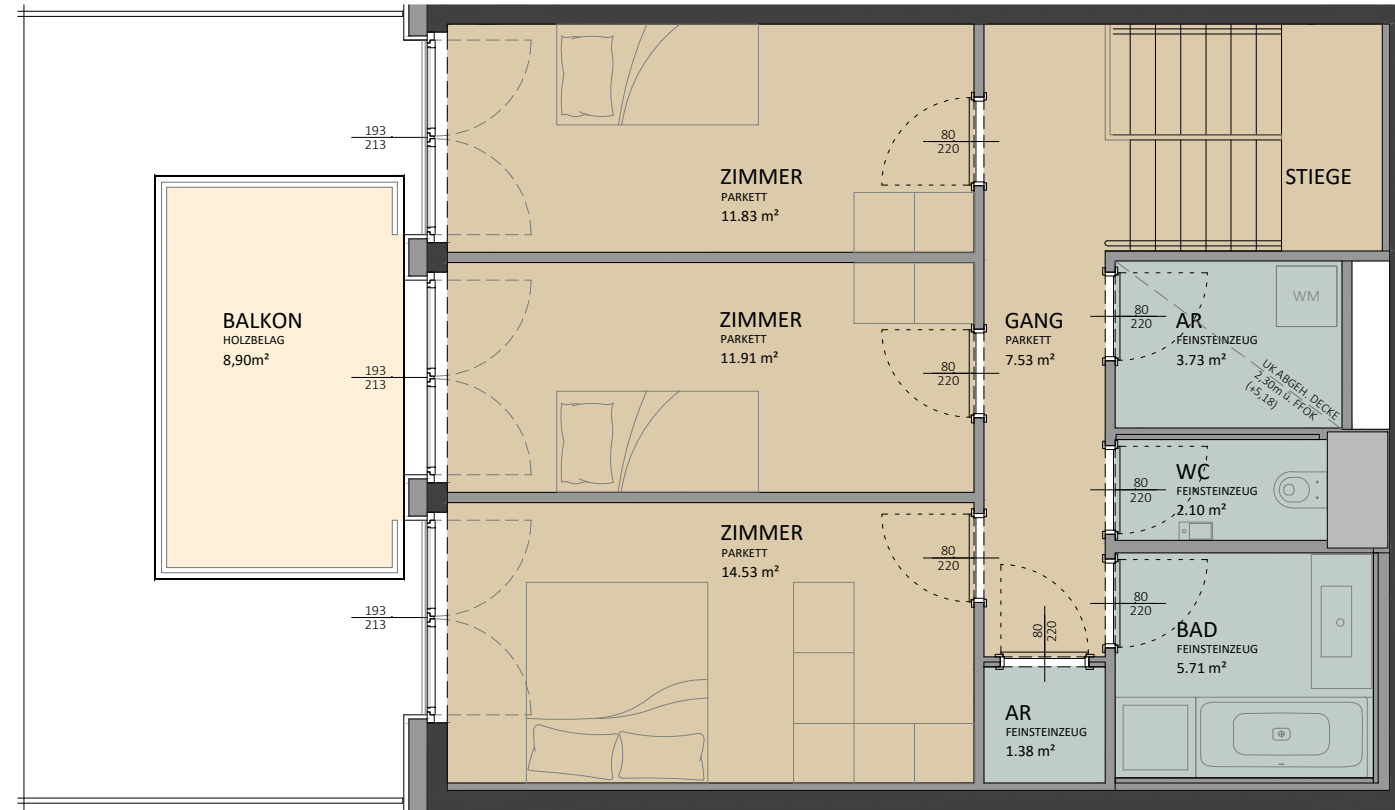 193
213
80
220
ZIMMER
PARKETT
11.83 m²
STIEGE
BALKON
HOLZBELAG
8,90m²
193
213
ZIMMER
PARKETT
11.91 m²
80
220
GANG
PARKETT
7.53 m²
80
220
AR
FEINSTEINZEUG
3.73 m²
WM
UK ABGEH. DECKE
2,30m ü. FFOK
(+5,18)
80
220
WC
FEINSTEINZEUG
2.10 m²
193
213
ZIMMER
PARKETT
14.53 m²
80
220
80
220
80
220
BAD
FEINSTEINZEUG
5.71 m²
AR
FEINSTEINZEUG
1.38 m²